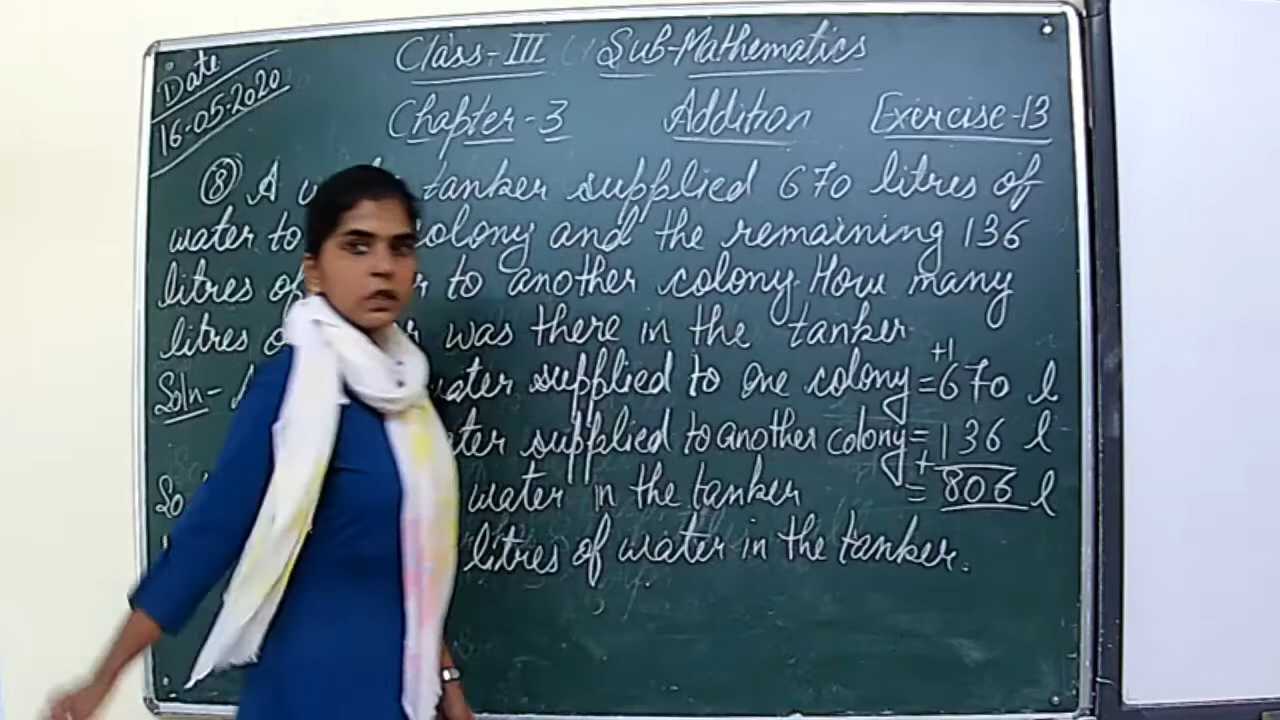 Date
16-05-2020
Class-III Sub-Mathematics
Chapter-3 Addition Exercise-13
⑧ A tanker supplied 670 litres of
water to colony and the remaining 136
litres to another colony. How many
litres was there in the tanker
Soln- supplied to one colony = 670 l
+1
supplied to another colony = 136 l
+
So water in the tanker = 806 l
litres of water in the tanker.